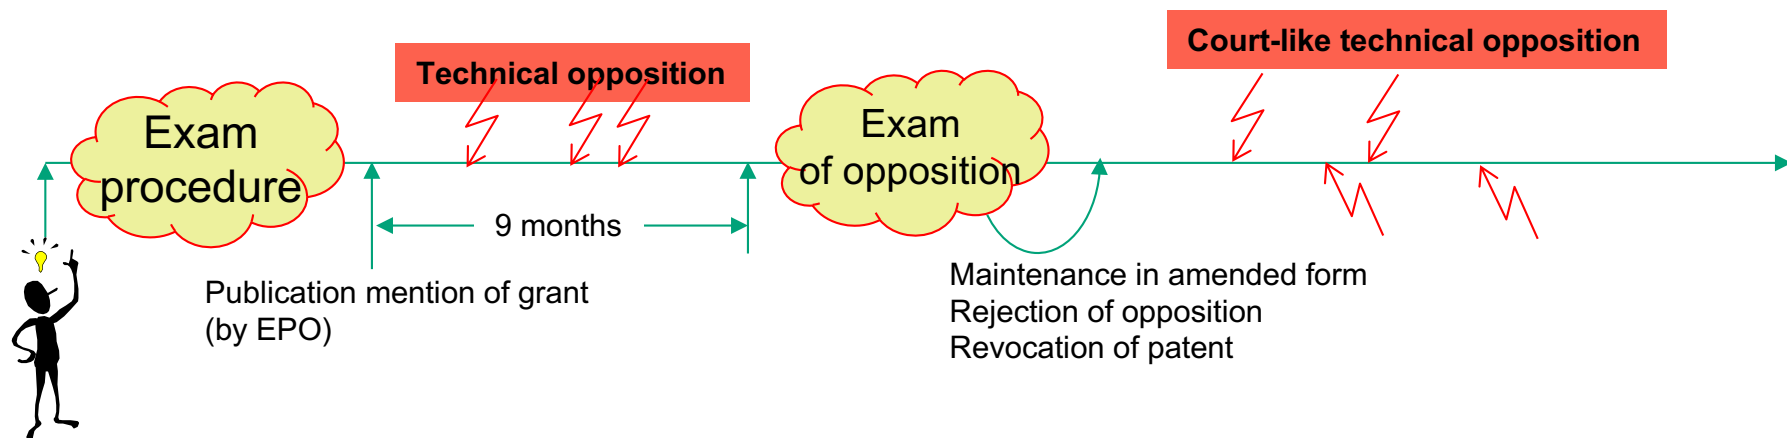 Technical opposition
Court-like technical opposition
Exam
procedure
Exam
of opposition
9 months
Publication mention of grant
(by EPO)
Maintenance in amended form
Rejection of opposition
Revocation of patent